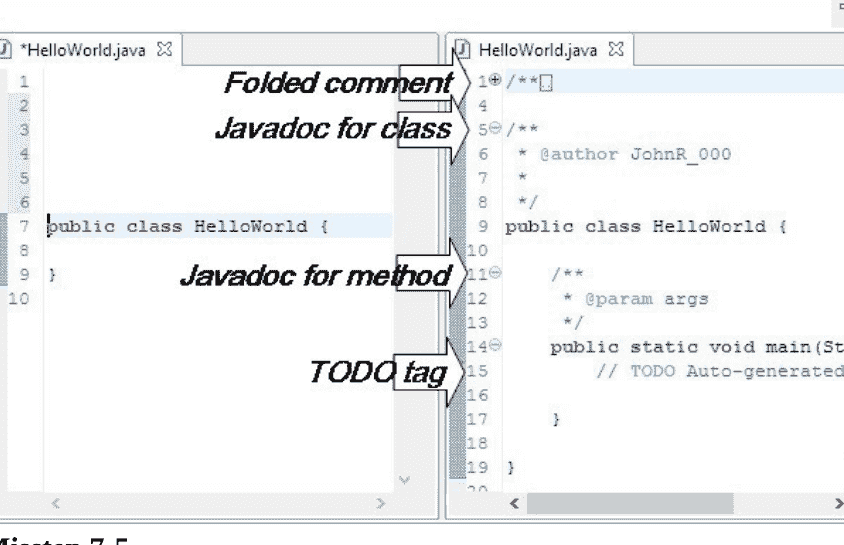 *HelloWorld.java
1
2
3
4
5
6
7 public class HelloWorld {
8
9 }
10
HelloWorld.java
Folded comment
1 /**
4
Javadoc for class
5 /**
6 * @author JohnR_000
7 *
8 */
9 public class HelloWorld {
10
Javadoc for method
11 /**
12 * @param args
13 */
14 public static void main(St
TODO tag
15 // TODO Auto-generated
16
17 }
18
19 }
20
7-5